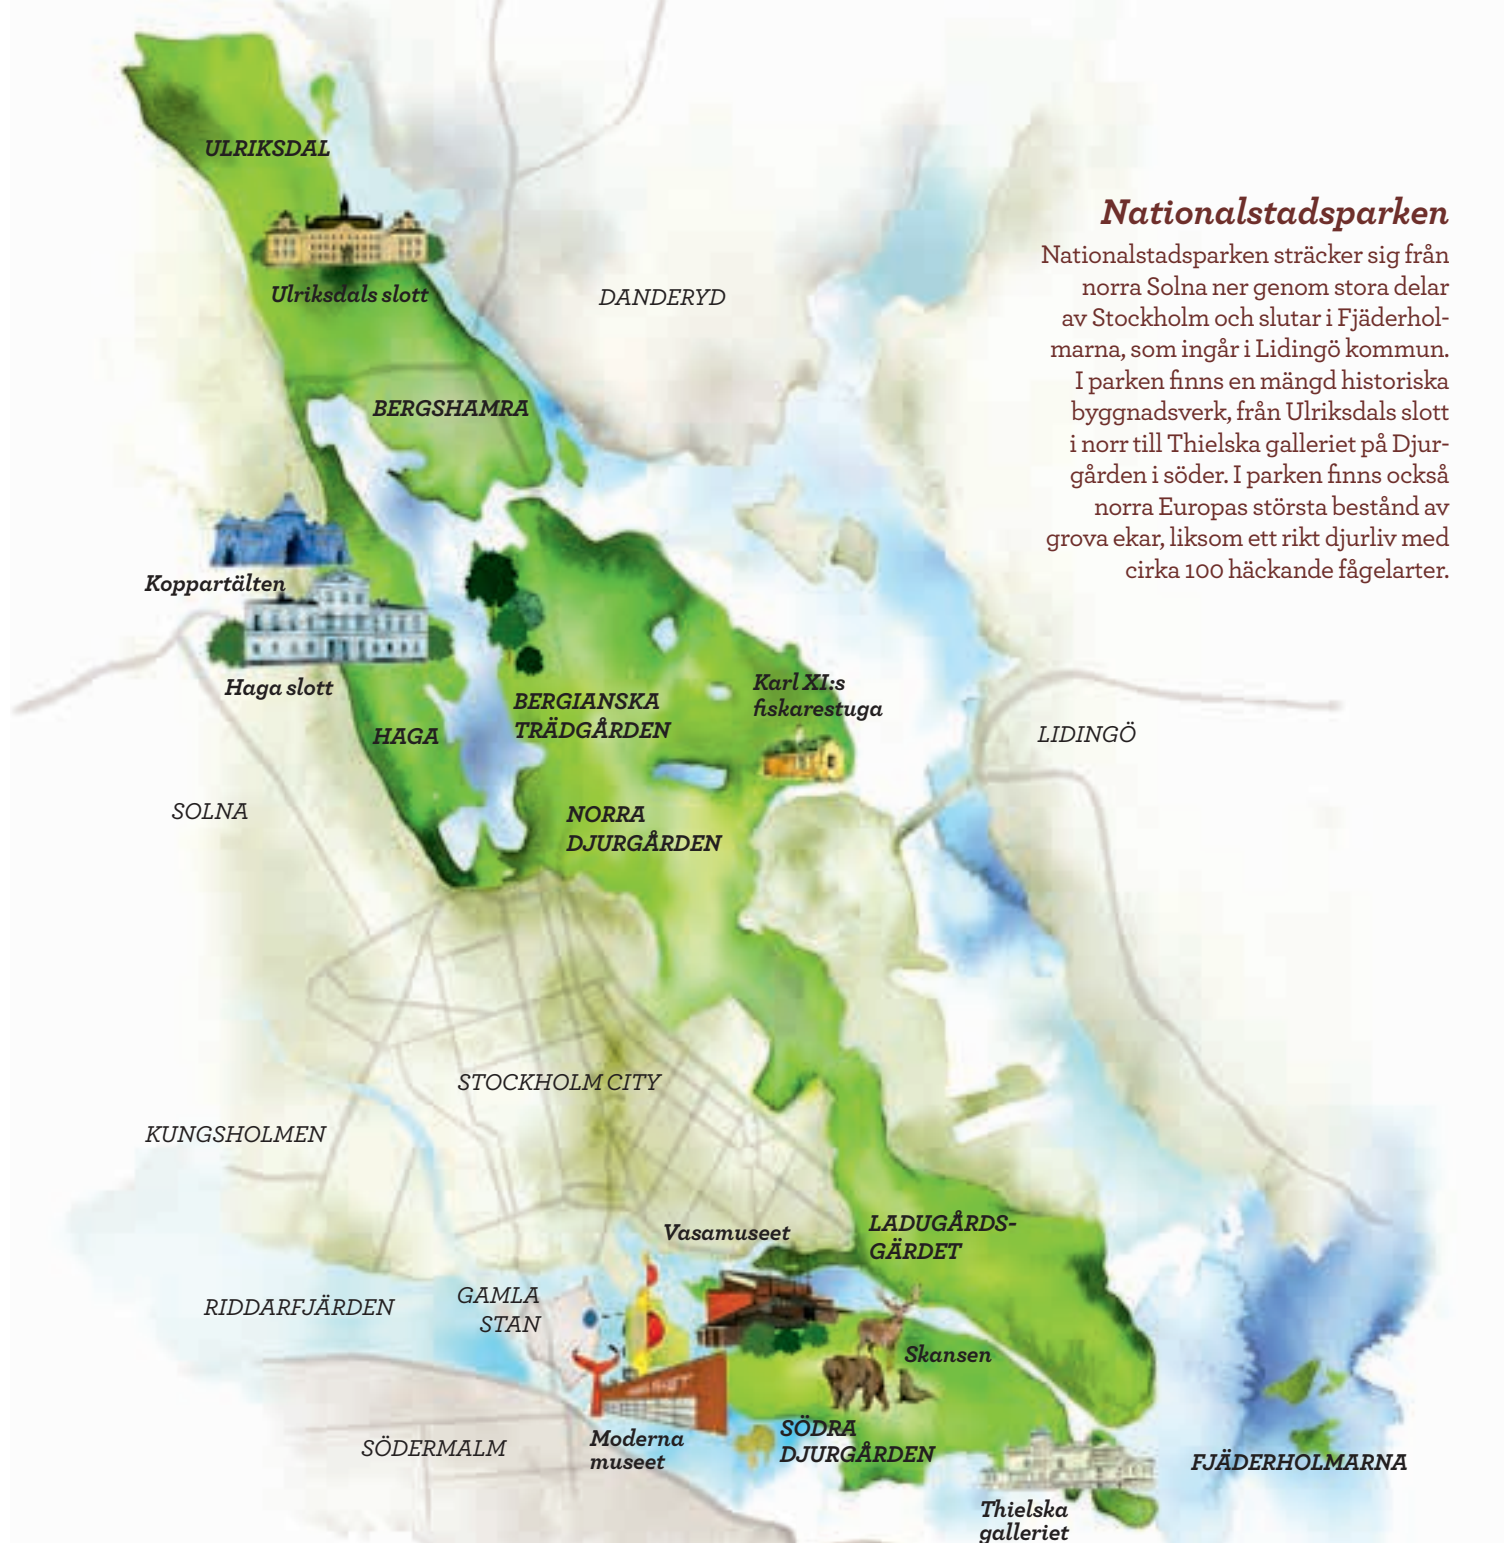 ULRIKSDAL
Nationalstadsparken
Nationalstadsparken sträcker sig från
norra Solna ner genom stora delar
av Stockholm och slutar i Fjäderhol-
marna, som ingår i Lidingö kommun.
I parken finns en mängd historiska
byggnadsverk, från Ulriksdals slott
i norr till Thielska galleriet på Djur-
gården i söder. I parken finns också
norra Europas största bestånd av
grova ekar, liksom ett rikt djurliv med
cirka 100 häckande fågelarter.
Ulriksdals slott
DANDERYD
BERGSHAMRA
Koppartälten
Haga slott
HAGA
BERGIANSKA
TRÄDGÅRDEN
Karl XI:s
fiskarestuga
LIDINGÖ
SOLNA
NORRA
DJURGÅRDEN
STOCKHOLM CITY
KUNGSHOLMEN
Vasamuseet
LADUGÅRDS-
GÄRDET
RIDDARFJÄRDEN
GAMLA
STAN
Skansen
SÖDERMALM
Moderna
museet
SÖDRA
DJURGÅRDEN
FJÄDERHOLMARNA
Thielska
galleriet